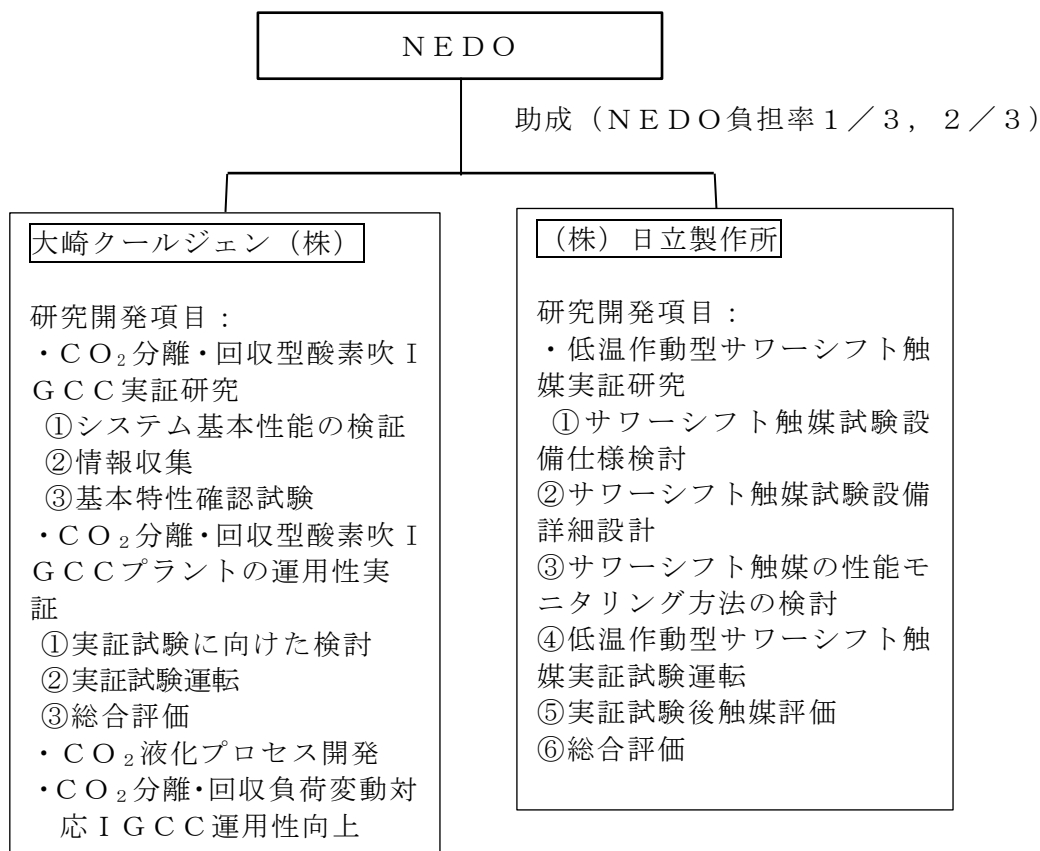 ＮＥＤＯ
助成（ＮＥＤＯ負担率１／３，２／３）
大崎クールジェン（株）
研究開発項目：
・ＣＯ₂分離・回収型酸素吹Ｉ
ＧＣＣ実証研究
①システム基本性能の検証
②情報収集
③基本特性確認試験
・ＣＯ₂分離・回収型酸素吹Ｉ
ＧＣＣプラントの運用性実
証
①実証試験に向けた検討
②実証試験運転
③総合評価
・ＣＯ₂液化プロセス開発
・ＣＯ₂分離・回収負荷変動対
応ＩＧＣＣ運用性向上
（株）日立製作所
研究開発項目：
・低温作動型サワーシフト触
媒実証研究
①サワーシフト触媒試験設
備仕様検討
②サワーシフト触媒試験設備
詳細設計
③サワーシフト触媒の性能モ
ニタリング方法の検討
④低温作動型サワーシフト触
媒実証試験運転
⑤実証試験後触媒評価
⑥総合評価